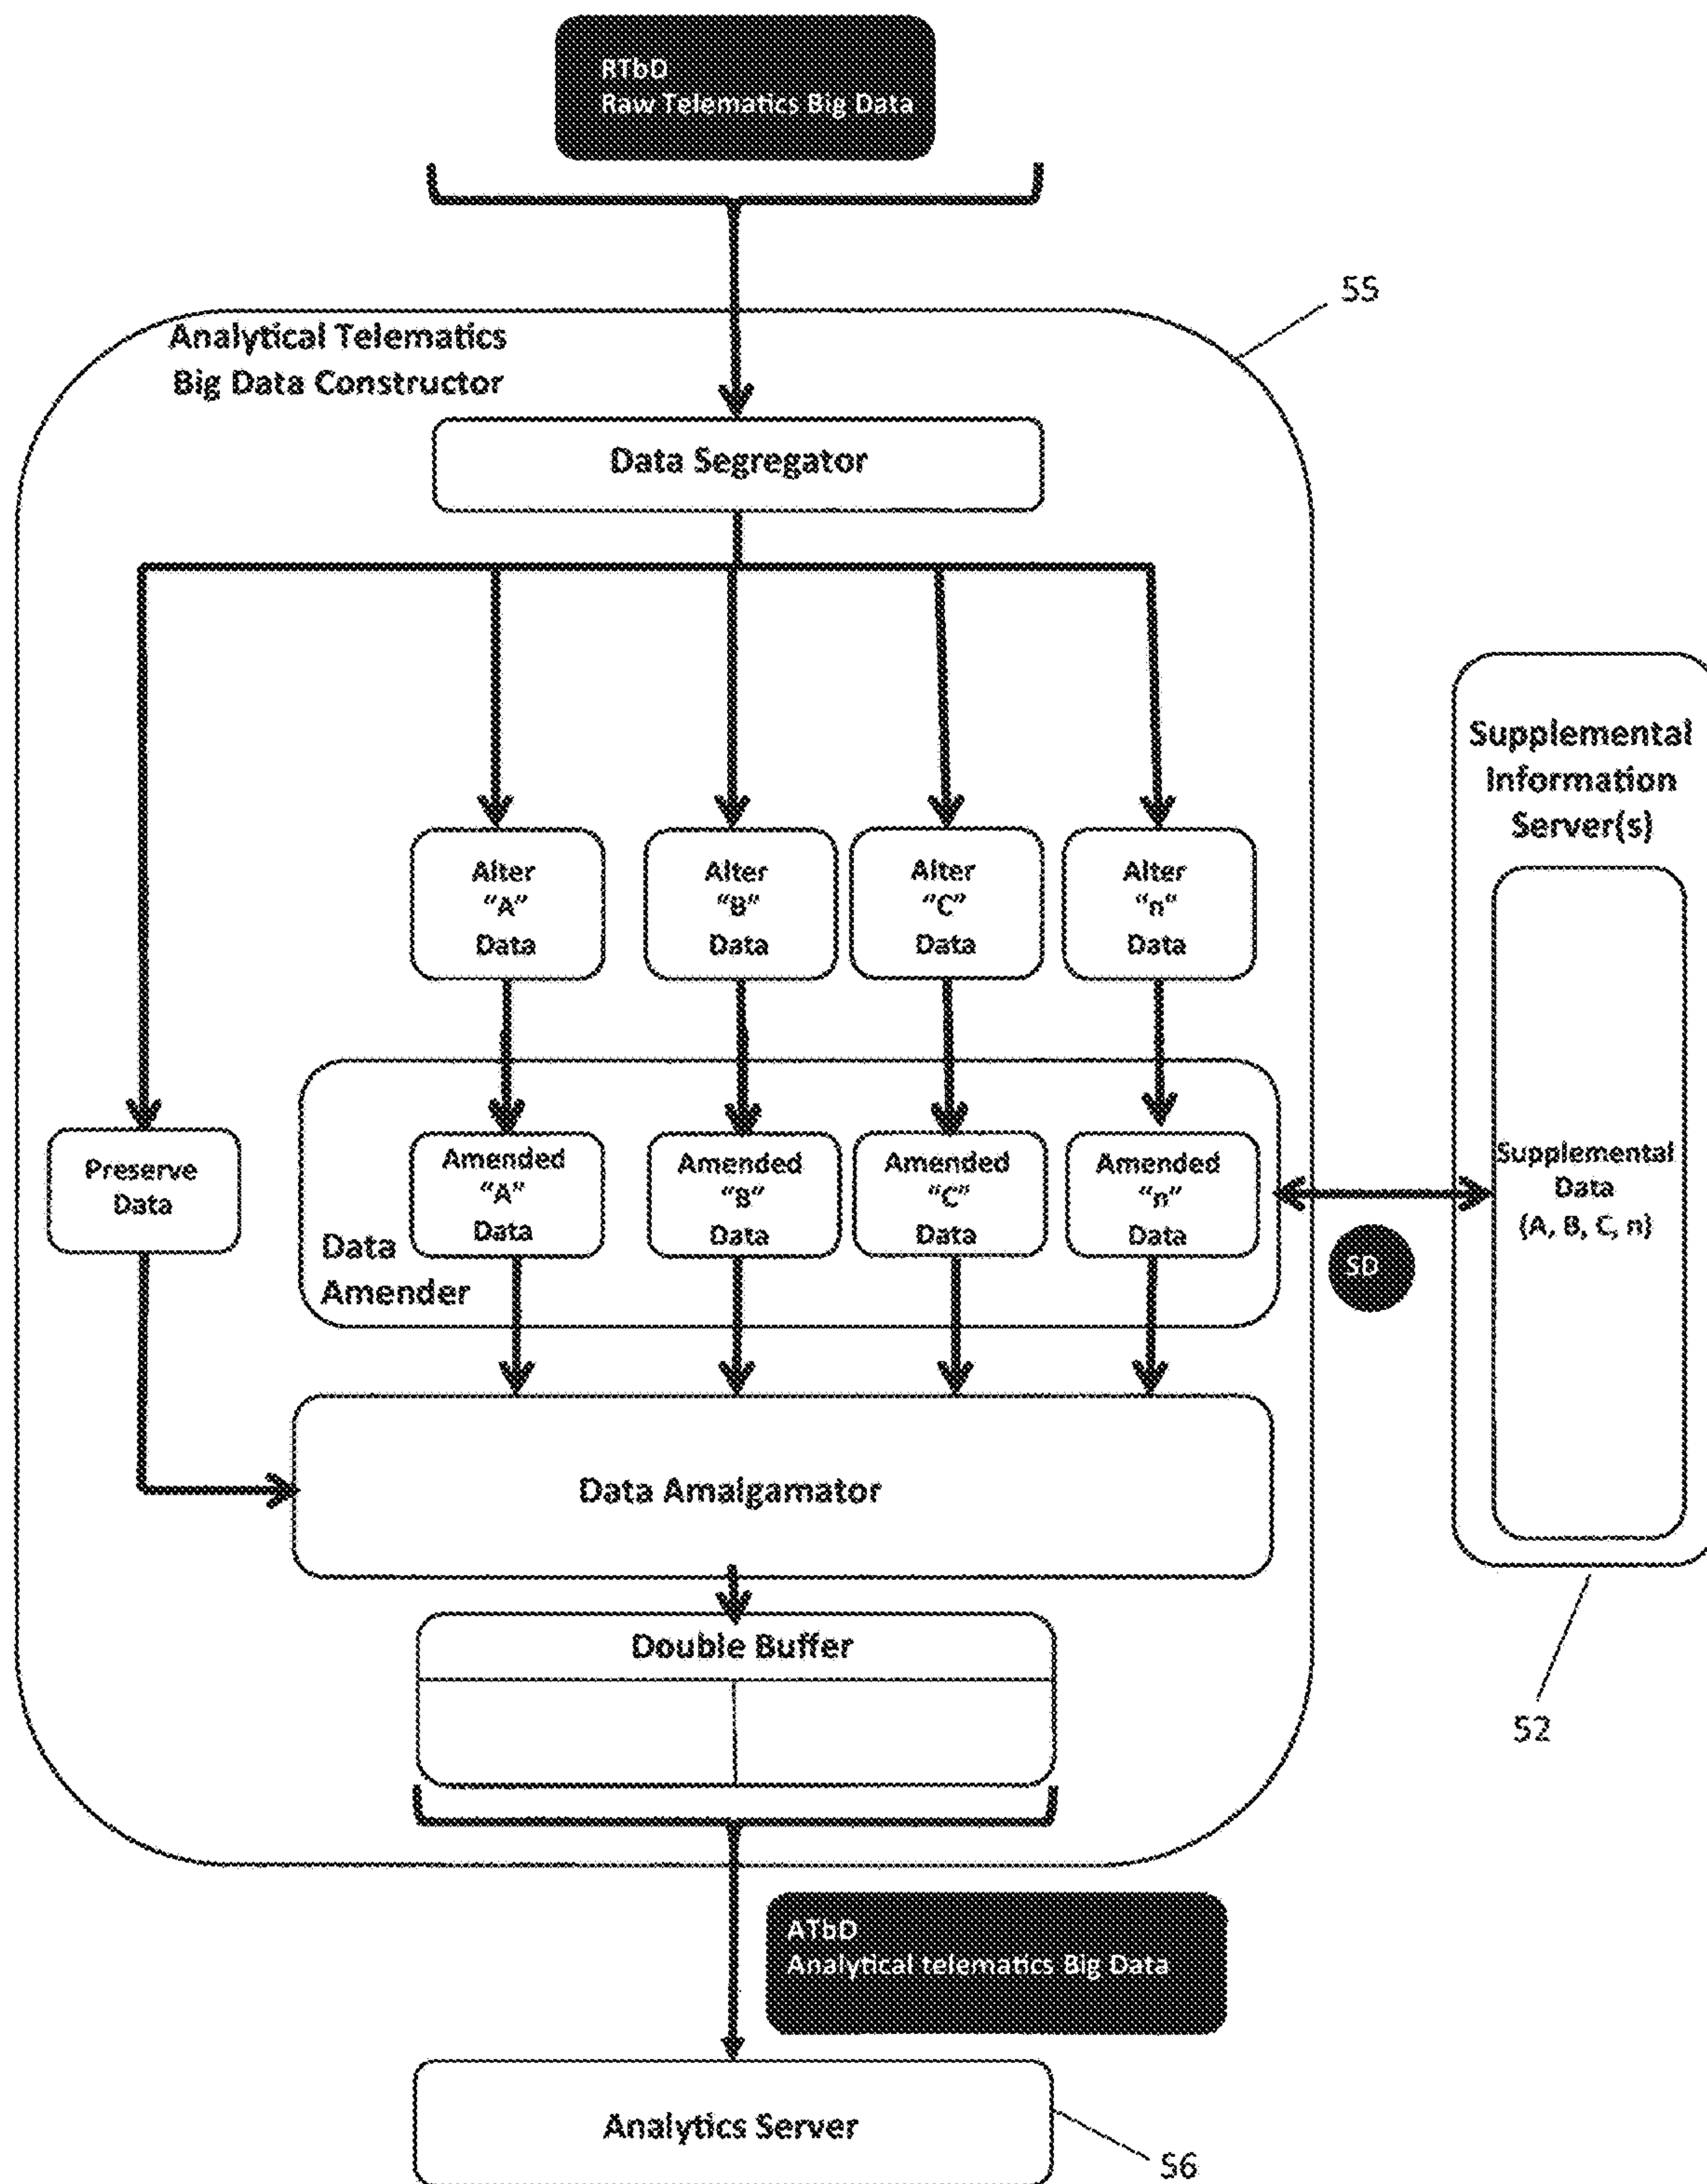 RTbD
Raw Telematics Big Data
55
Analytical Telematics
Big Data Constructor
Data Segregator
Supplemental
Information
Server(s)
Alter
"A"
Data
Alter
"B"
Data
Alter
"C"
Data
Alter
"n"
Data
Preserve
Data
Amended
"A"
Data
Amended
"B"
Data
Amended
"C"
Data
Amended
"n"
Data
Data
Amender
Supplemental
Data
(A, B, C, n)
SD
Data Amalgamator
Double Buffer
52
ATbD
Analytical telematics Big Data
Analytics Server
56